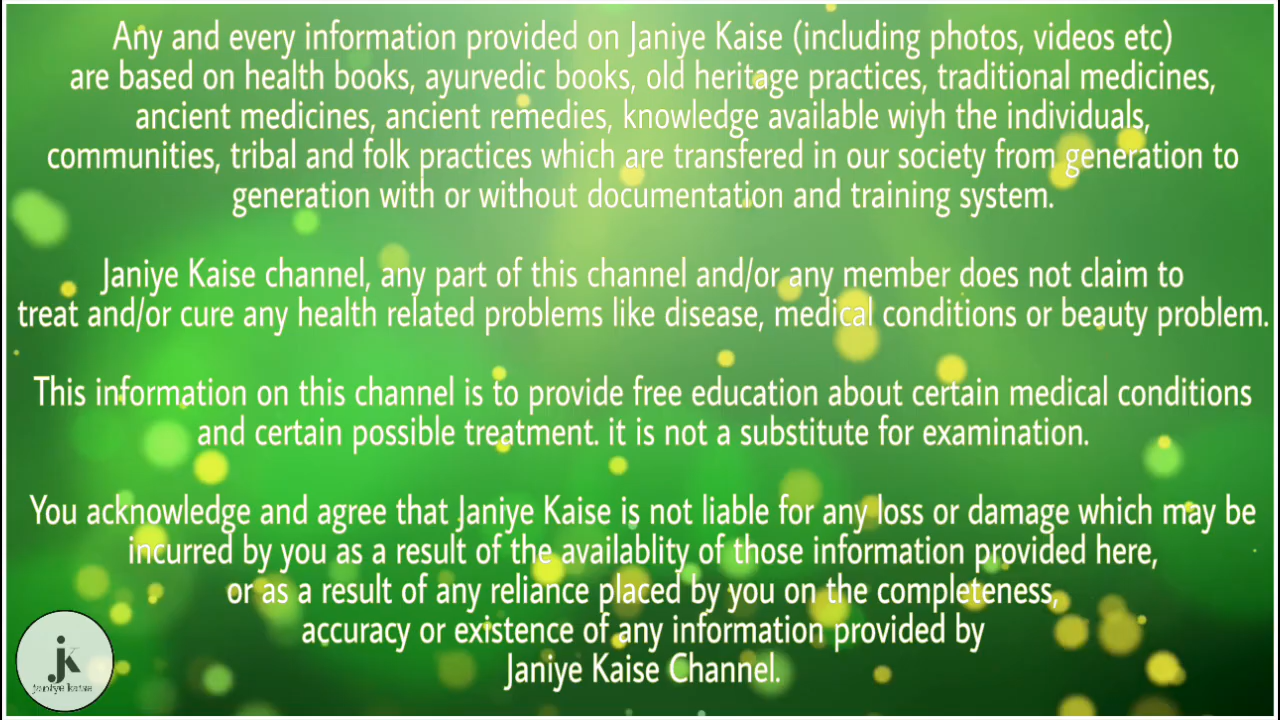 Any and every information provided on Janiye Kaise (including photos, videos etc)
are based on health books, ayurvedic books, old heritage practices, traditional medicines,
ancient medicines, ancient remedies, knowledge available wiyh the individuals,
communities, tribal and folk practices which are transfered in our society from generation to
generation with or without documentation and training system.
Janiye Kaise channel, any part of this channel and/or any member does not claim to
treat and/or cure any health related problems like disease, medical conditions or beauty problem.
This information on this channel is to provide free education about certain medical conditions
and certain possible treatment. it is not a substitute for examination.
You acknowledge and agree that Janiye Kaise is not liable for any loss or damage which may be
incurred by you as a result of the availablity of those information provided here,
or as a result of any reliance placed by you on the completeness,
accuracy or existence of any information provided by
Janiye Kaise Channel.
jk
janiye kaise